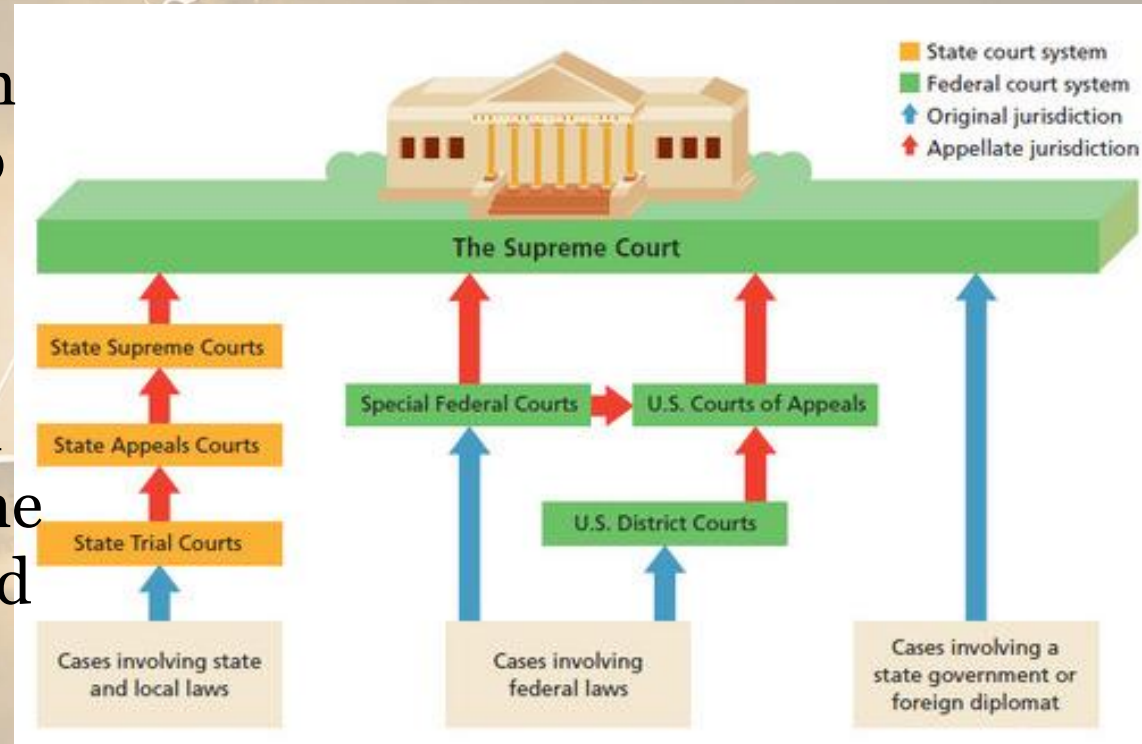 State court system
Federal court system
Original jurisdiction
Appellate jurisdiction
The Supreme Court
State Supreme Courts
Special Federal Courts
U.S. Courts of Appeals
State Appeals Courts
U.S. District Courts
State Trial Courts
Cases involving state
and local laws
Cases involving
federal laws
Cases involving a
state government or
foreign diplomat